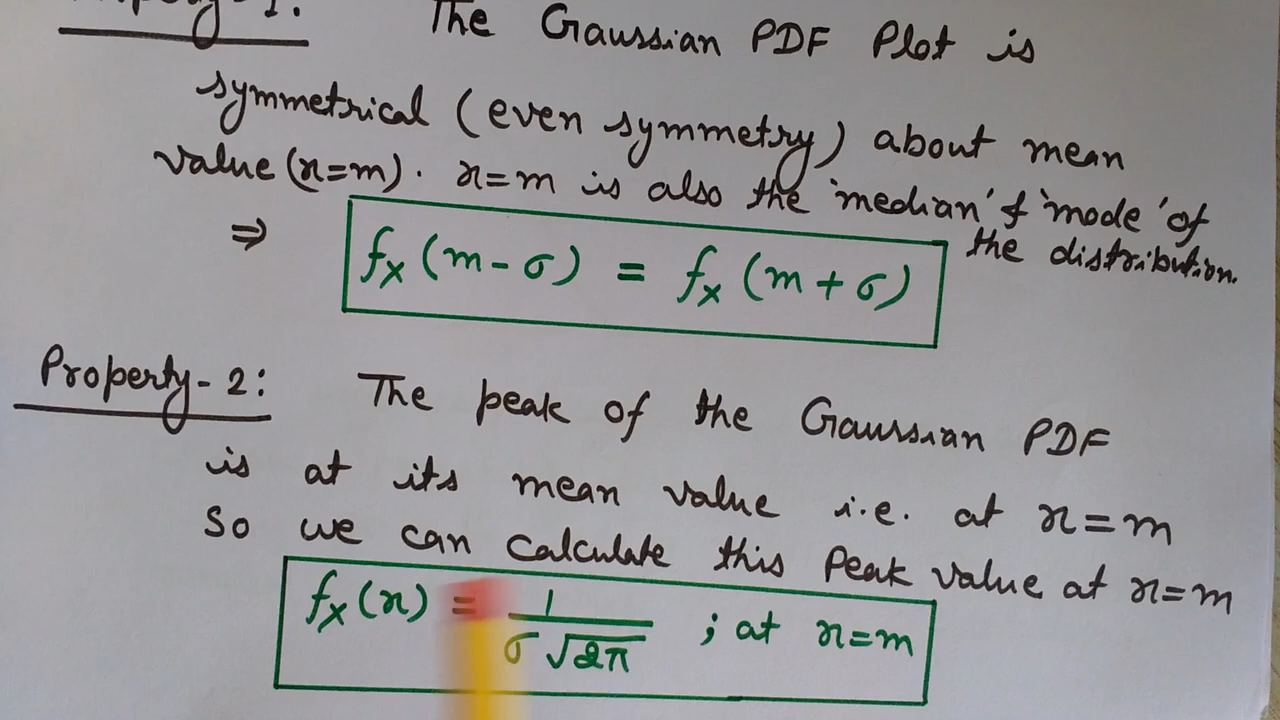 Property-1: The Gaussian PDF Plot is
symmetrical (even symmetry) about mean
value (x=m). x=m is also the 'median' & 'mode' of
the distribution.
⇒ fx (m-σ) = fx (m+σ)
Property-2: The peak of the Gaussian PDF
is at its mean value i.e. at x=m
So we can calculate this Peak value at x=m
fx (x) = 1/σ√2π ; at x=m